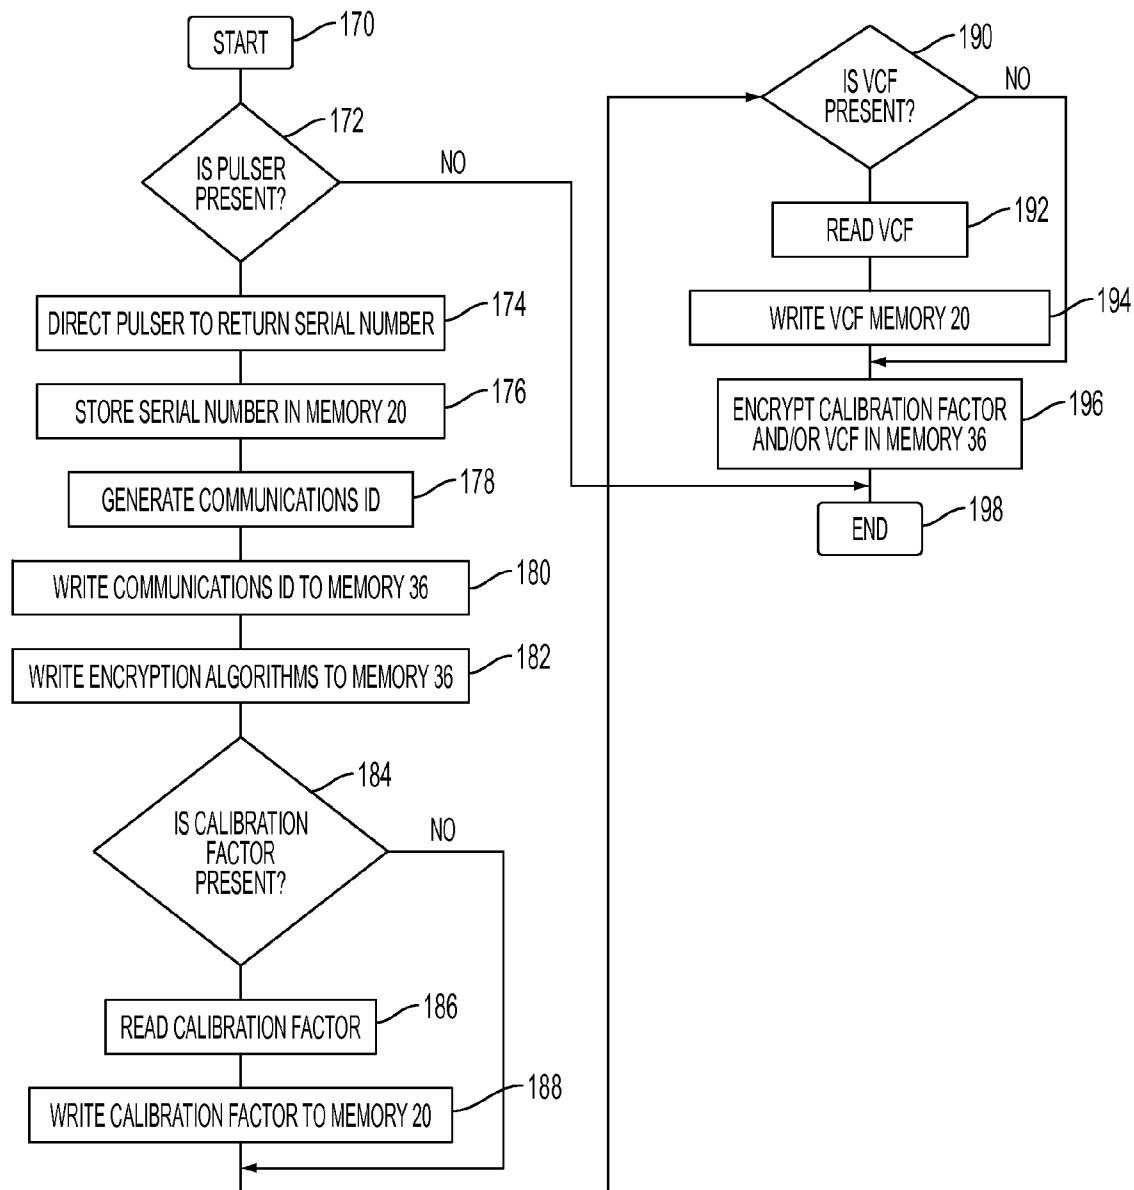 START
170
IS PULSER
PRESENT?
172
NO
DIRECT PULSER TO RETURN SERIAL NUMBER
174
STORE SERIAL NUMBER IN MEMORY 20
176
GENERATE COMMUNICATIONS ID
178
WRITE COMMUNICATIONS ID TO MEMORY 36
180
WRITE ENCRYPTION ALGORITHMS TO MEMORY 36
182
IS CALIBRATION
FACTOR
PRESENT?
184
NO
READ CALIBRATION FACTOR
186
WRITE CALIBRATION FACTOR TO MEMORY 20
188
IS VCF
PRESENT?
190
NO
READ VCF
192
WRITE VCF MEMORY 20
194
ENCRYPT CALIBRATION FACTOR
AND/OR VCF IN MEMORY 36
196
END
198